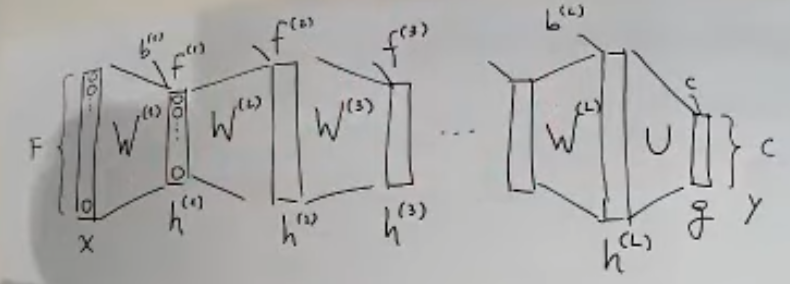 b⁽¹⁾ f⁽¹⁾ f⁽²⁾ f⁽³⁾ b⁽ᴸ⁾
F W⁽¹⁾ W⁽²⁾ W⁽³⁾ ... W⁽ᴸ⁾ U c C
x h⁽¹⁾ h⁽²⁾ h⁽³⁾ h⁽ᴸ⁾ g y